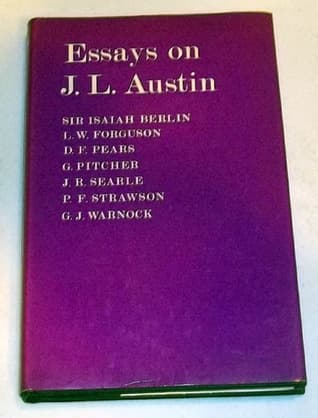 Essays on
J. L. Austin
SIR ISAIAH BERLIN
L. W. FORGUSON
D. F. PEARS
G. PITCHER
J. R. SEARLE
P. F. STRAWSON
G. J. WARNOCK